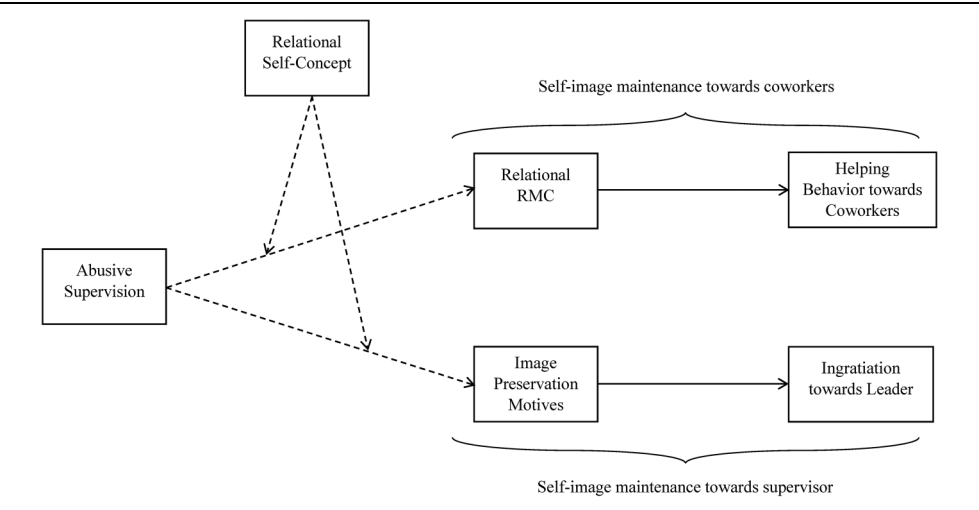 Relational
Self-Concept
Self-image maintenance towards coworkers
Relational
RMC
Helping
Behavior towards
Coworkers
Abusive
Supervision
Image
Preservation
Motives
Ingratiation
towards Leader
Self-image maintenance towards supervisor